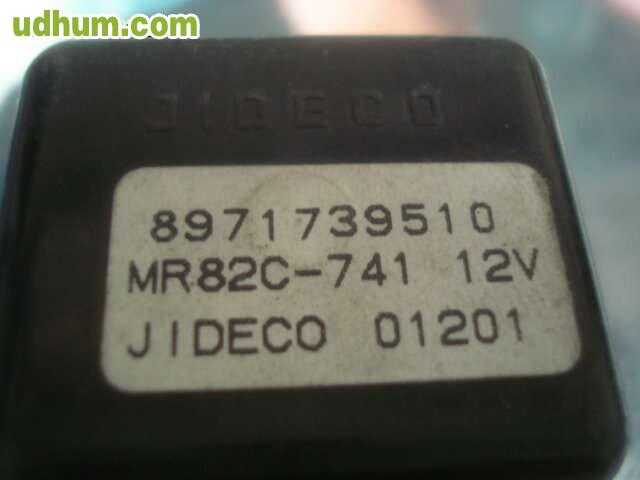 udhum.com
JIDECO
8971739510
MR82C-741 12V
JIDECO 01201